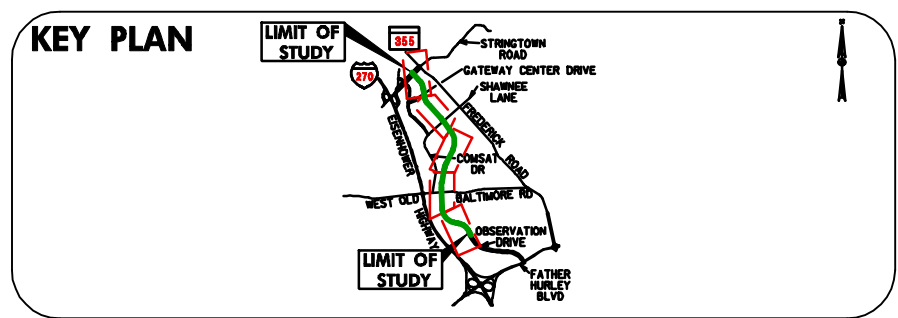 KEY PLAN
LIMIT OF
STUDY
355
STRINGTOWN
ROAD
270
GATEWAY CENTER DRIVE
SHAWNEE
LANE
FREDERICK ROAD
EISENHOWER
HIGHWAY
COMSAT
DR
WEST OLD
BALTIMORE RD
OBSERVATION
DRIVE
LIMIT OF
STUDY
FATHER
HURLEY
BLVD